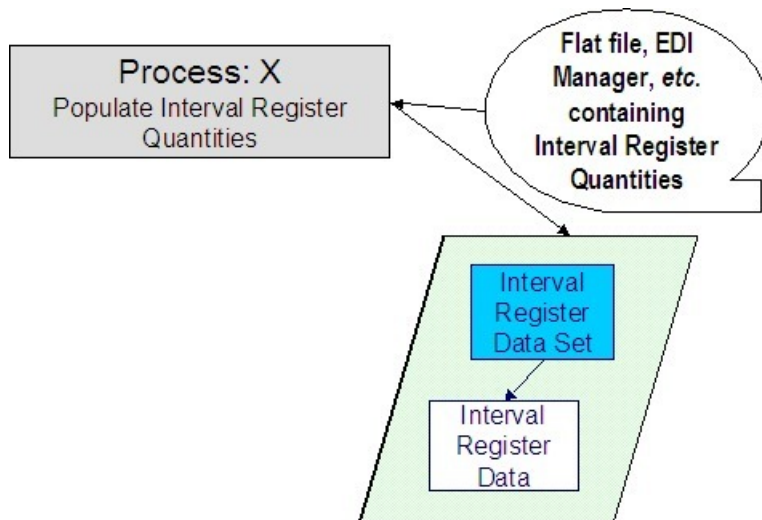 Process: X
Populate Interval Register
Quantities
Flat file, EDI
Manager, etc.
containing
Interval Register
Quantities
Interval
Register
Data Set
Interval
Register
Data